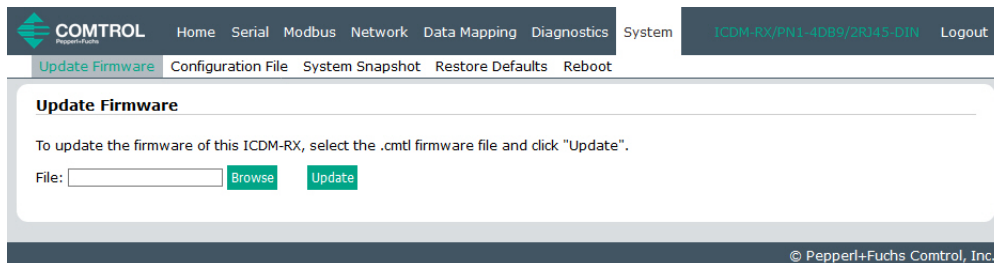 COMTROL
Pepperl+Fuchs
Home Serial Modbus Network Data Mapping Diagnostics System ICDM-RX/PN1-4DB9/2RJ45-DIN Logout
Update Firmware Configuration File System Snapshot Restore Defaults Reboot
Update Firmware
To update the firmware of this ICDM-RX, select the .cmtl firmware file and click "Update".
File: Browse Update
© Pepperl+Fuchs Comtrol, Inc.